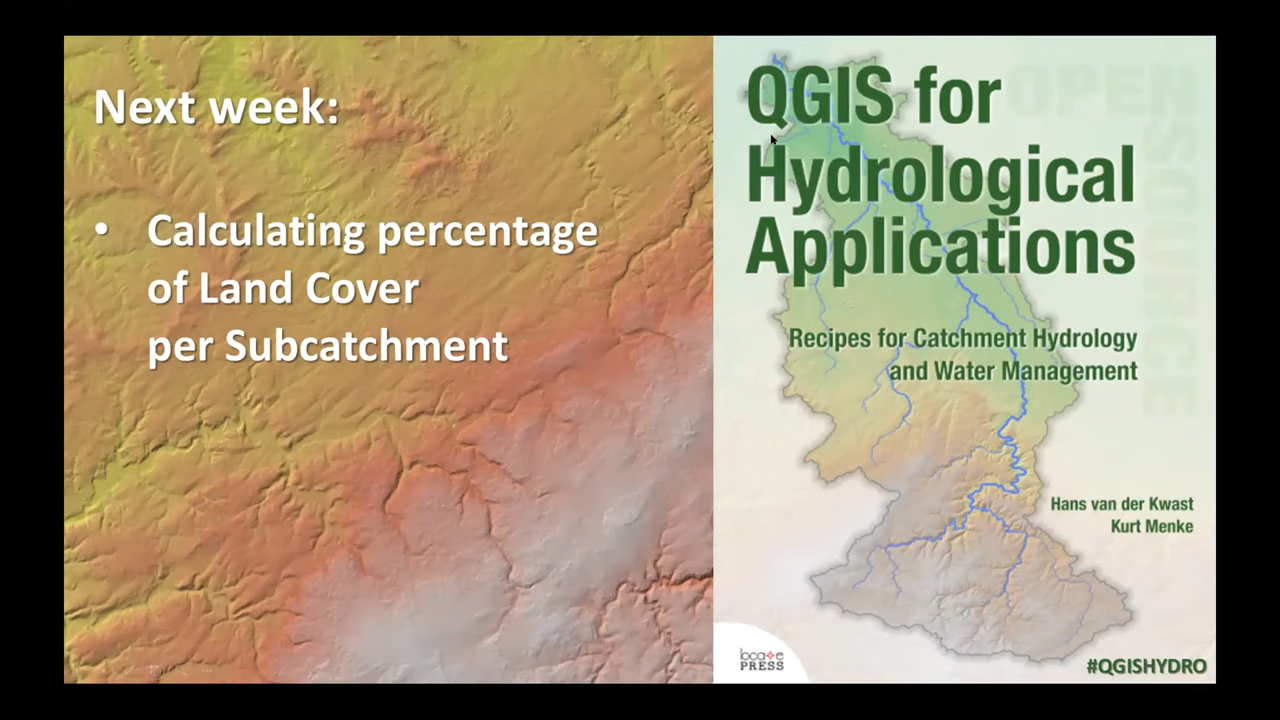 Next week:
• Calculating percentage
of Land Cover
per Subcatchment
OPEN
SOURCE
QGIS for
Hydrological
Applications
Recipes for Catchment Hydrology
and Water Management
Hans van der Kwast
Kurt Menke
locate
PRESS
#QGISHYDRO